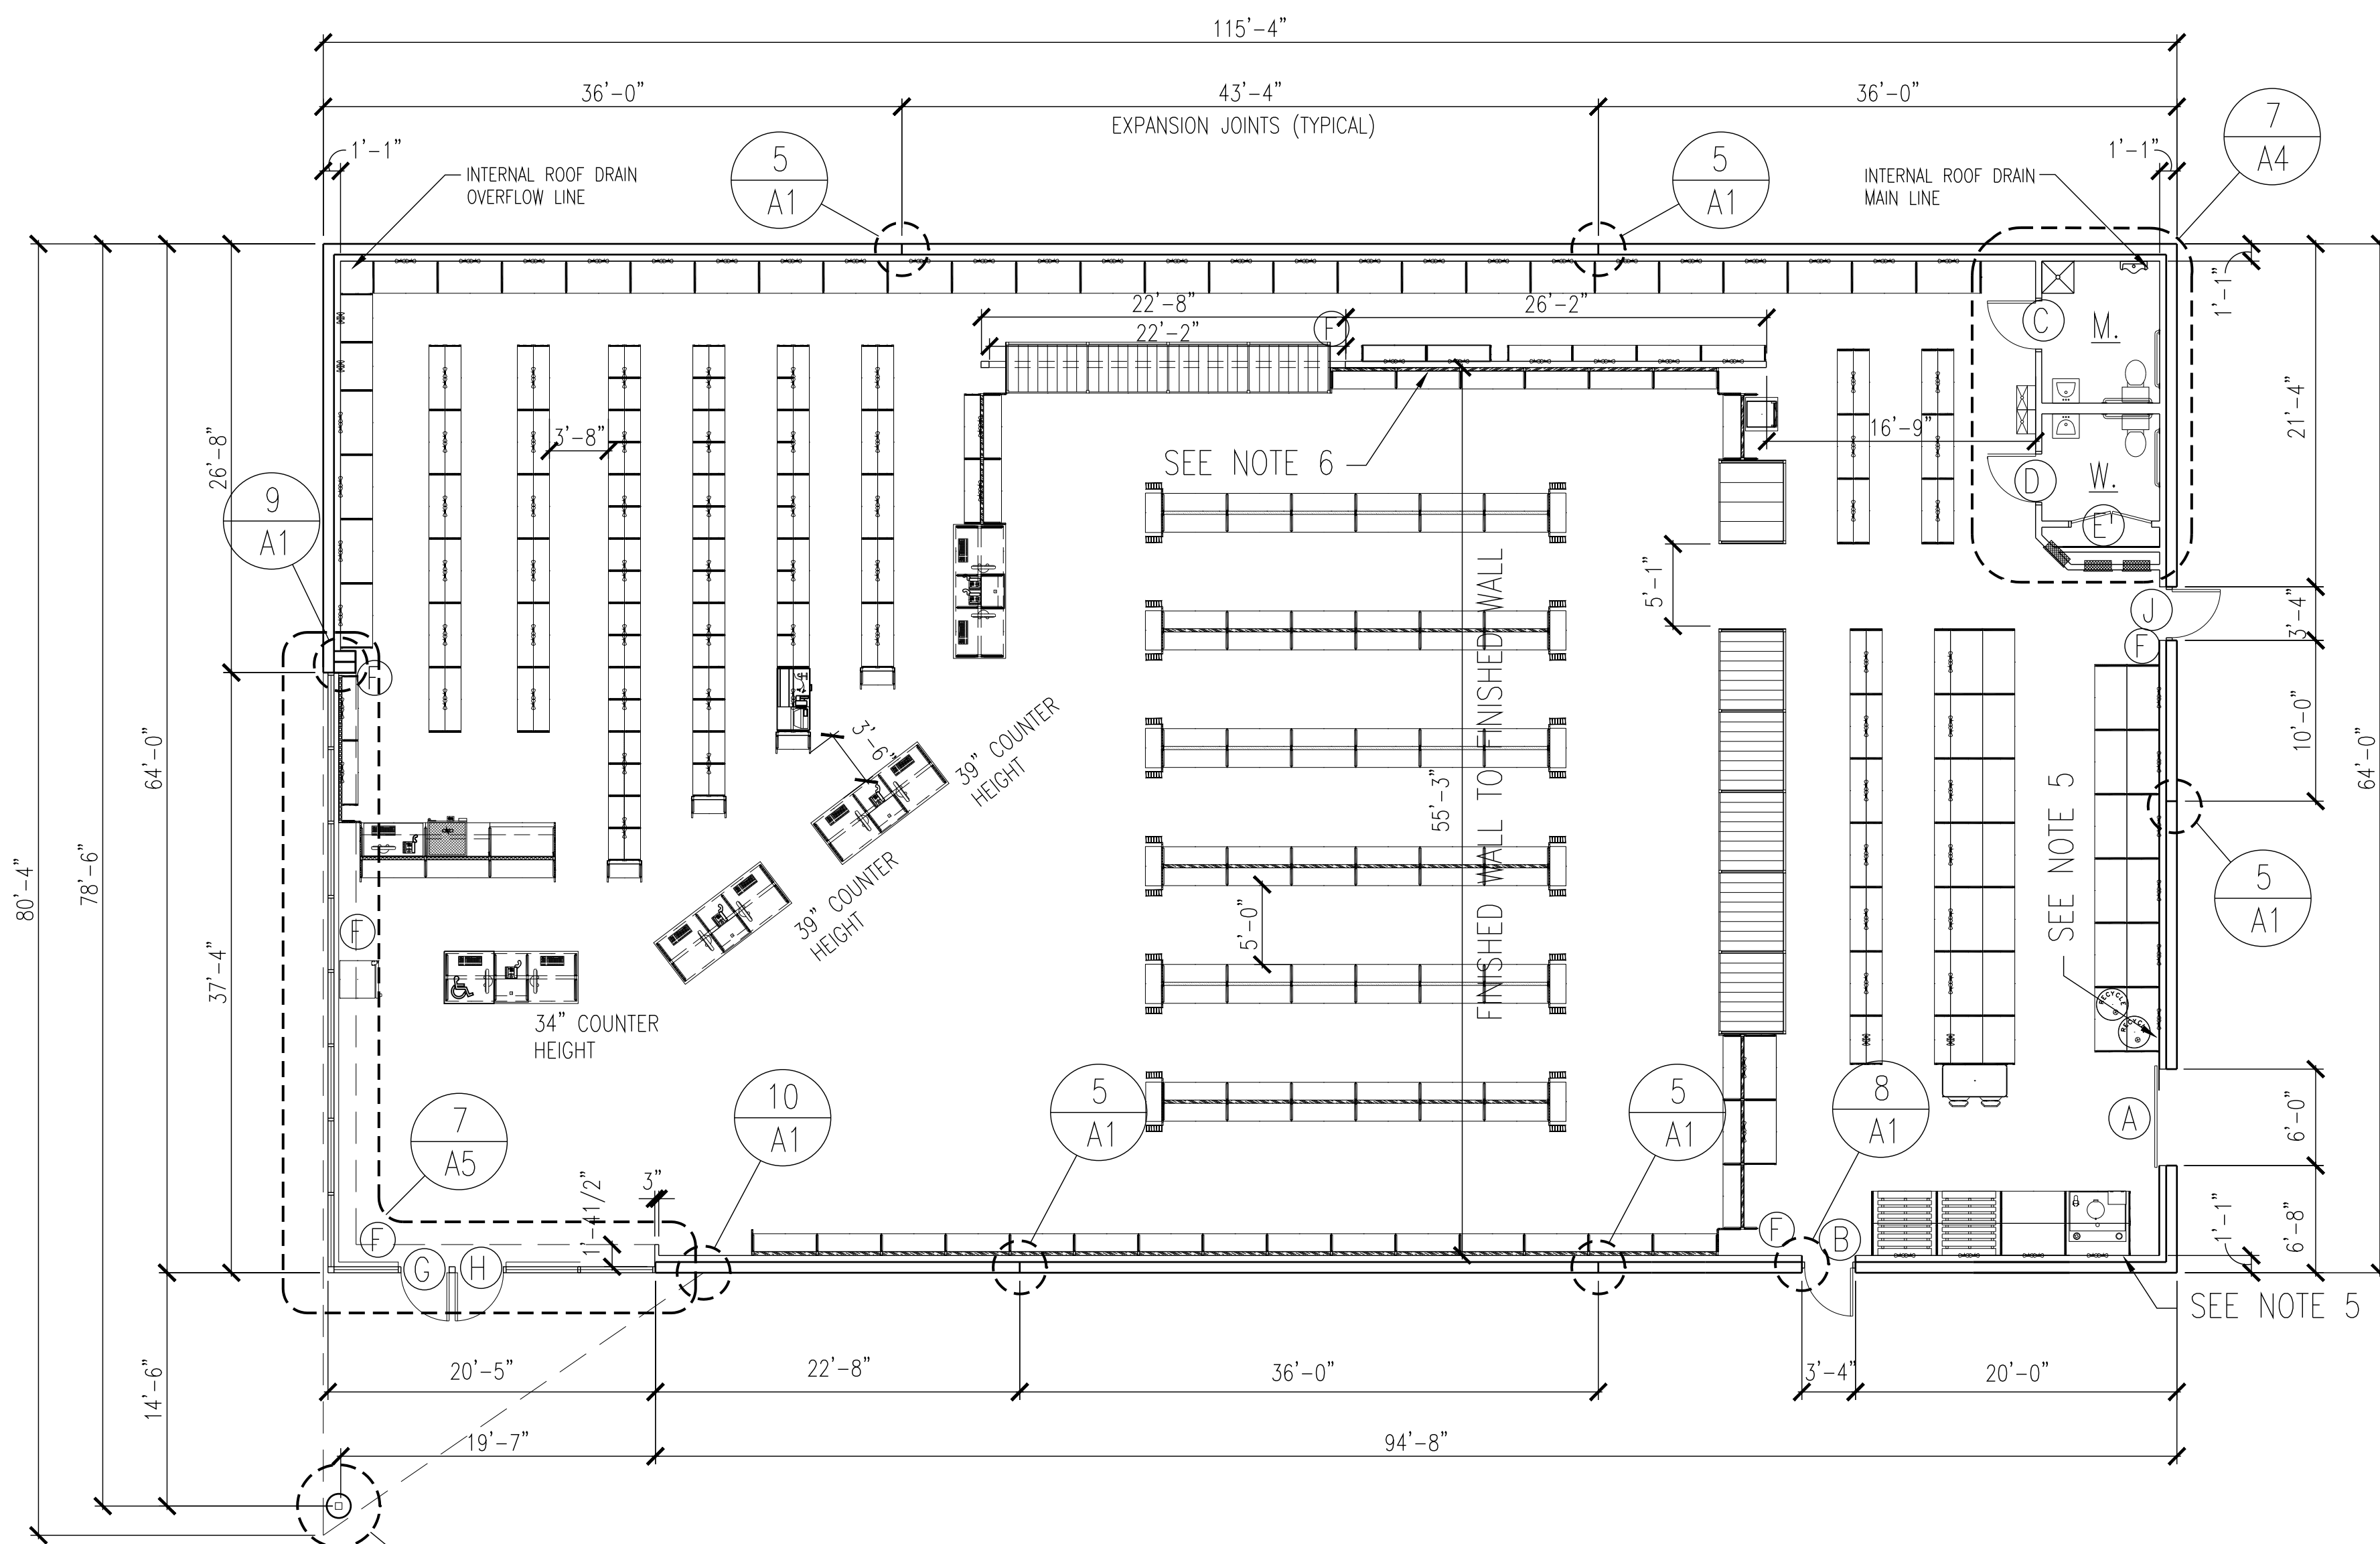 115'-4"
36'-0"
43'-4"
36'-0"
EXPANSION JOINTS (TYPICAL)
7
A4
1'-1"
5
A1
5
A1
1'-1"
INTERNAL ROOF DRAIN
OVERFLOW LINE
INTERNAL ROOF DRAIN
MAIN LINE
1'-1"
22'-8"
26'-2"
22'-2"
F
C
M.
21'-4"
26'-8"
3'-8"
16'-9"
SEE NOTE 6
D
W.
9
A1
E'
5'-1"
J
F
3'-4"
F
39" COUNTER
HEIGHT
3'-6"
FINISHED WALL TO FINISHED WALL
55'-3"
10'-0"
64'-0"
64'-0"
80'-4"
78'-6"
SEE NOTE 5
39" COUNTER
HEIGHT
5
A1
F
5'-0"
37'-4"
RECYCLE
RECYCLE
34" COUNTER
HEIGHT
7
A5
10
A1
5
A1
5
A1
8
A1
A
6'-0"
3"
1'-41/2"
F
G
H
F
B
1'-1"
6'-8"
SEE NOTE 5
14'-6"
20'-5"
22'-8"
36'-0"
3'-4"
20'-0"
19'-7"
94'-8"